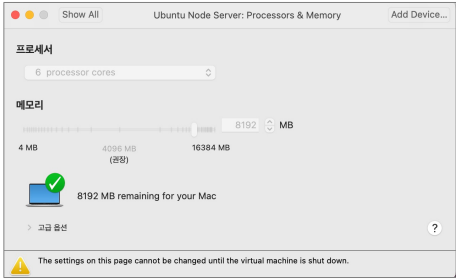 Show All
Ubuntu Node Server: Processors & Memory
Add Device...
프로세서
6 processor cores
메모리
8192 MB
4 MB
4096 MB
16384 MB
(권장)
8192 MB remaining for your Mac
고급 옵션
?
The settings on this page cannot be changed until the virtual machine is shut down.